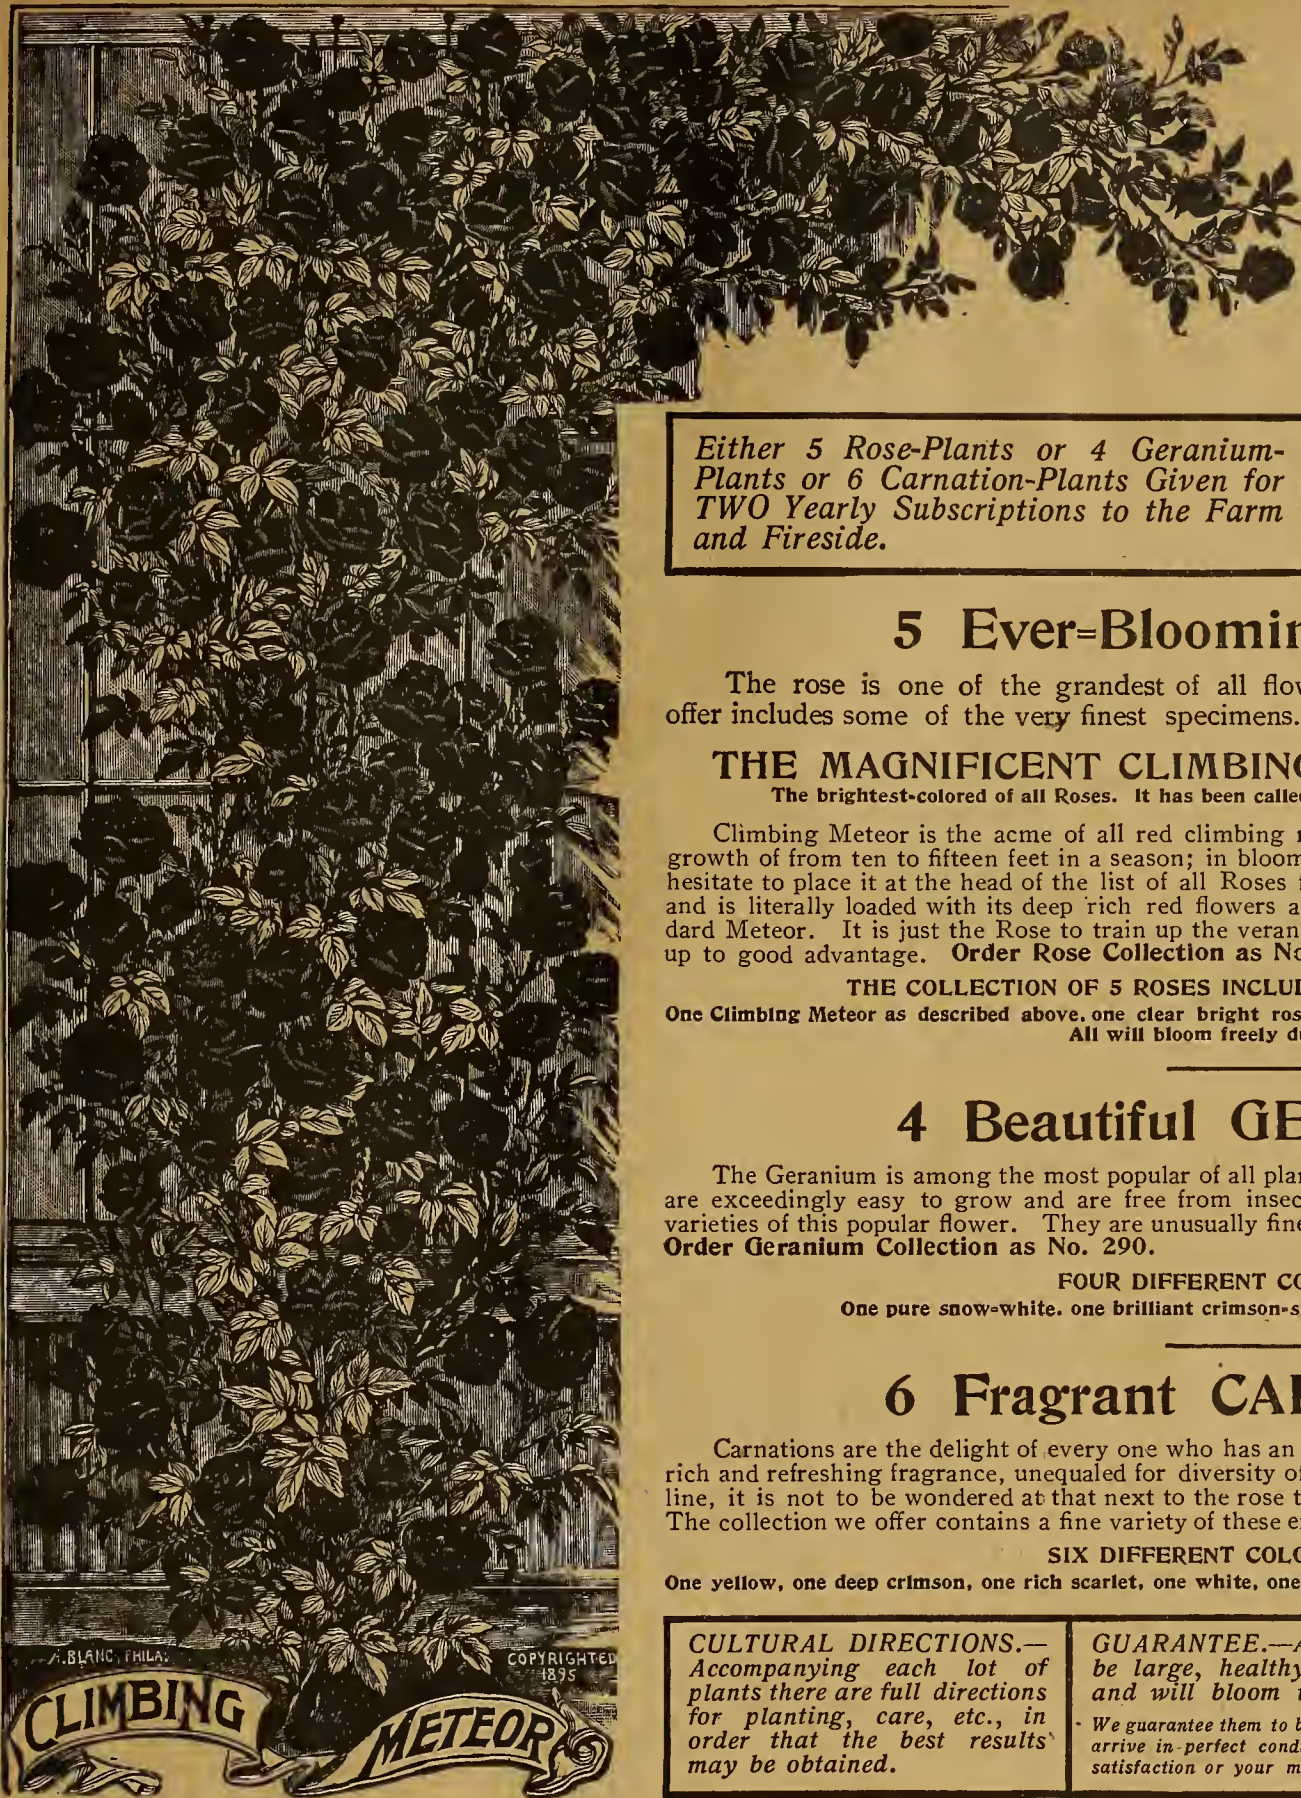 Either 5 Rose-Plants or 4 Geranium-
Plants or 6 Carnation-Plants Given for
TWO Yearly Subscriptions to the Farm
and Fireside.
5 Ever-Bloomin
The rose is one of the grandest of all flow
offer includes some of the very finest specimens.
THE MAGNIFICENT CLIMBING
The brightest-colored of all Roses. It has been calle
Climbing Meteor is the acme of all red climbing r
growth of from ten to fifteen feet in a season; in bloom
hesitate to place it at the head of the list of all Roses f
and is literally loaded with its deep rich red flowers a
dard Meteor. It is just the Rose to train up the veran
up to good advantage. Order Rose Collection as No
THE COLLECTION OF 5 ROSES INCLUD
One Climbing Meteor as described above, one clear bright ros
All will bloom freely d
4 Beautiful GE
The Geranium is among the most popular of all plan
are exceedingly easy to grow and are free from insec
varieties of this popular flower. They are unusually fine
Order Geranium Collection as No. 290.
FOUR DIFFERENT CO
One pure snow-white. one brilliant crimson-s
6 Fragrant CAR
Carnations are the delight of every one who has an
rich and refreshing fragrance, unequaled for diversity of
line, it is not to be wondered at that next to the rose t
The collection we offer contains a fine variety of these e
SIX DIFFERENT COLO
One yellow, one deep crimson, one rich scarlet, one white, one
CULTURAL DIRECTIONS.—
Accompanying each lot of
plants there are full directions
for planting, care, etc., in
order that the best results
may be obtained.
GUARANTEE.—A
be large, healthy
and will bloom
We guarantee them to b
arrive in perfect cond
satisfaction or your m
A. BLANC PHILA.
COPYRIGHTED
1895
CLIMBING
METEOR